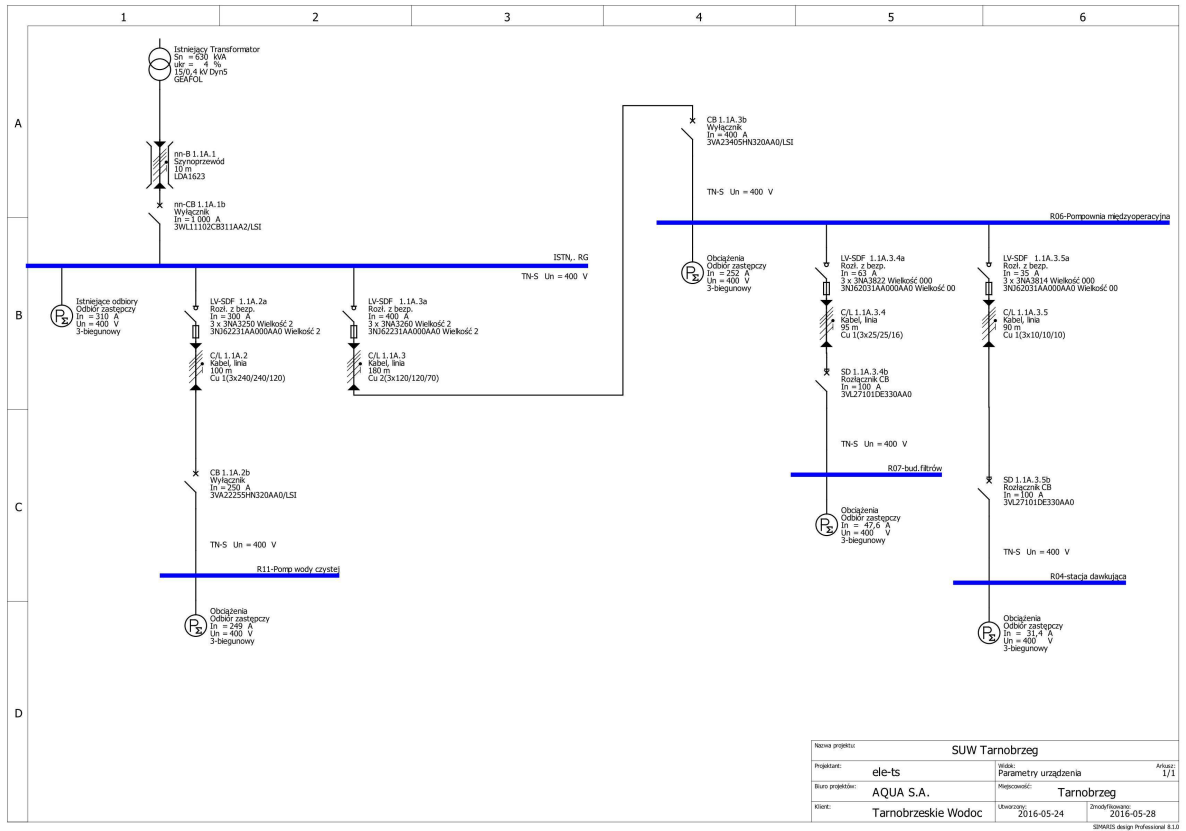 1 2 3 4 5 6
A
B
C
D
Istniejący Transformator
Sn = 630 kVA
ukr = 4 %
15/0,4 kV Dyn5
GEAFOL
nn-B 1.1A.1
Szynoprzewód
10 m
LDA1623
nn-CB 1.1A.1b
Wyłącznik
In = 1 000 A
3WL11102CB311AA2/LSI
ISTN,. RG
TN-S Un = 400 V
Istniejące odbiory
Odbiór zastępczy
In = 310 A
Un = 400 V
3-biegunowy
LV-SDF 1.1A.2a
Rozł. z bezp.
In = 300 A
3 x 3NA3250 Wielkość 2
3NJ62231AA000AA0 Wielkość 2
C/L 1.1A.2
Kabel, linia
100 m
Cu 1(3x240/240/120)
CB 1.1A.2b
Wyłącznik
In = 250 A
3VA22255HN320AA0/LSI
TN-S Un = 400 V
R11-Pomp wody czystej
Obciążenia
Odbiór zastępczy
In = 249 A
Un = 400 V
3-biegunowy
LV-SDF 1.1A.3a
Rozł. z bezp.
In = 400 A
3 x 3NA3260 Wielkość 2
3NJ62231AA000AA0 Wielkość 2
C/L 1.1A.3
Kabel, linia
180 m
Cu 2(3x120/120/70)
CB 1.1A.3b
Wyłącznik
In = 400 A
3VA23405HN320AA0/LSI
TN-S Un = 400 V
R06-Pompownia międzyoperacyjna
Obciążenia
Odbiór zastępczy
In = 252 A
Un = 400 V
3-biegunowy
LV-SDF 1.1A.3.4a
Rozł. z bezp.
In = 63 A
3 x 3NA3822 Wielkość 000
3NJ62031AA000AA0 Wielkość 00
C/L 1.1A.3.4
Kabel, linia
95 m
Cu 1(3x25/25/16)
SD 1.1A.3.4b
Rozłącznik CB
In = 100 A
3VL27101DE330AA0
TN-S Un = 400 V
R07-bud.filtrów
Obciążenia
Odbiór zastępczy
In = 47,6 A
Un = 400 V
3-biegunowy
LV-SDF 1.1A.3.5a
Rozł. z bezp.
In = 35 A
3 x 3NA3814 Wielkość 000
3NJ62031AA000AA0 Wielkość 00
C/L 1.1A.3.5
Kabel, linia
90 m
Cu 1(3x10/10/10)
SD 1.1A.3.5b
Rozłącznik CB
In = 100 A
3VL27101DE330AA0
TN-S Un = 400 V
R04-stacja dawkująca
Obciążenia
Odbiór zastępczy
In = 31,4 A
Un = 400 V
3-biegunowy
Nazwa projektu: SUW Tarnobrzeg
Projektant: ele-ts
Widok: Parametry urządzenia
Arkusz: 1/1
Biuro projektów: AQUA S.A.
Miejscowość: Tarnobrzeg
Klient: Tarnobrzeskie Wodoc
Utworzony: 2016-05-24
Zmodyfikowano: 2016-05-28
SIMARIS design Professional 8.1.0